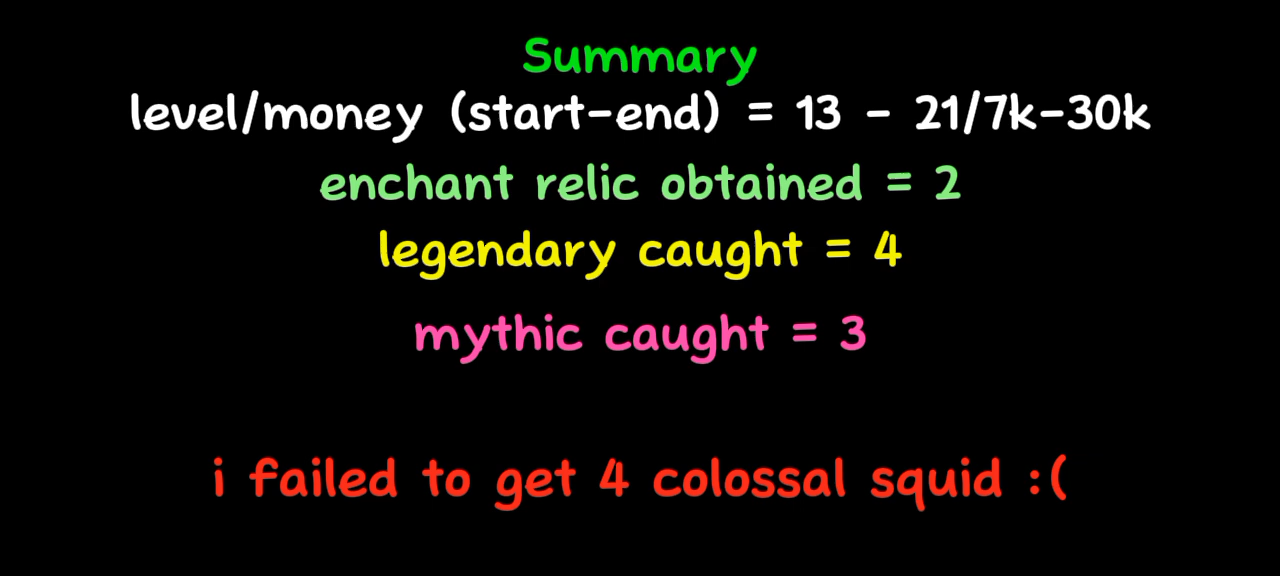 Summary
level/money (start-end) = 13 - 21/7k-30k
enchant relic obtained = 2
legendary caught = 4
mythic caught = 3
i failed to get 4 colossal squid :(